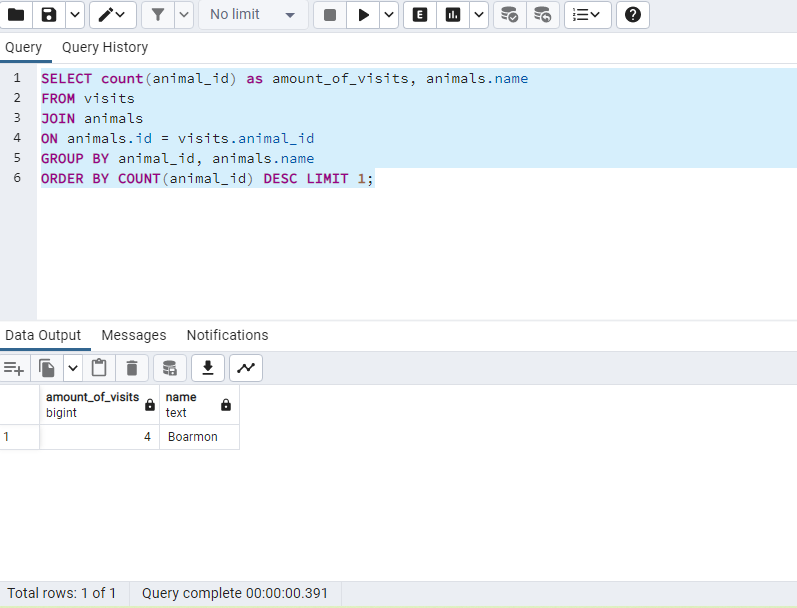 No limit
E
Query Query History
1 SELECT count(animal_id) as amount_of_visits, animals.name
2 FROM visits
3 JOIN animals
4 ON animals.id = visits.animal_id
5 GROUP BY animal_id, animals.name
6 ORDER BY COUNT(animal_id) DESC LIMIT 1;
Data Output Messages Notifications
amount_of_visits name
bigint text
1 4 Boarmon
Total rows: 1 of 1 Query complete 00:00:00.391